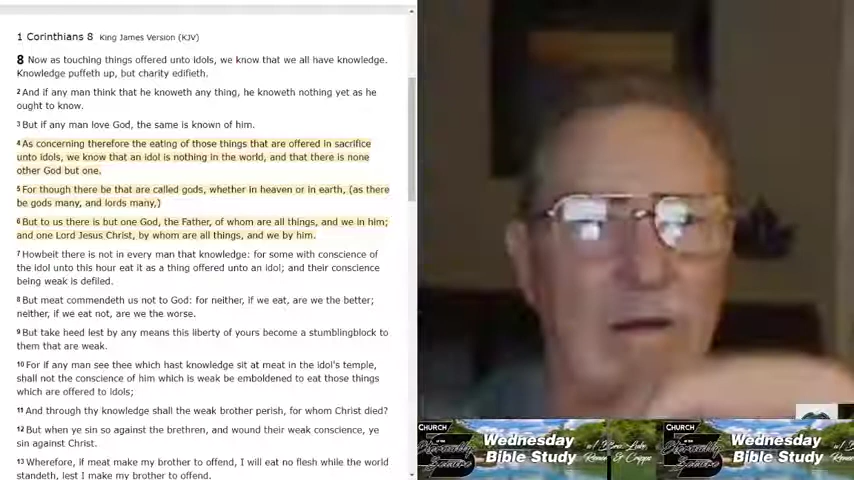 1 Corinthians 8 King James Version (KJV)
8 Now as touching things offered unto idols, we know that we all have knowledge.
Knowledge puffeth up, but charity edifieth.
2 And if any man think that he knoweth any thing, he knoweth nothing yet as he
ought to know.
3 But if any man love God, the same is known of him.
4 As concerning therefore the eating of those things that are offered in sacrifice
unto idols, we know that an idol is nothing in the world, and that there is none
other God but one.
5 For though there be that are called gods, whether in heaven or in earth, (as there
be gods many, and lords many,)
6 But to us there is but one God, the Father, of whom are all things, and we in him;
and one Lord Jesus Christ, by whom are all things, and we by him.
7 Howbeit there is not in every man that knowledge: for some with conscience of
the idol unto this hour eat it as a thing offered unto an idol; and their conscience
being weak is defiled.
8 But meat commendeth us not to God: for neither, if we eat, are we the better;
neither, if we eat not, are we the worse.
9 But take heed lest by any means this liberty of yours become a stumblingblock to
them that are weak.
10 For if any man see thee which hast knowledge sit at meat in the idol's temple,
shall not the conscience of him which is weak be emboldened to eat those things
which are offered to idols;
11 And through thy knowledge shall the weak brother perish, for whom Christ died?
12 But when ye sin so against the brethren, and wound their weak conscience, ye
sin against Christ.
13 Wherefore, if meat make my brother to offend, I will eat no flesh while the world
standeth, lest I make my brother to offend.
CHURCH
of the
Eternally
Secure
Wednesday
Bible Study
CHURCH
of the
Eternally
Secure
Wednesday
Bible Study